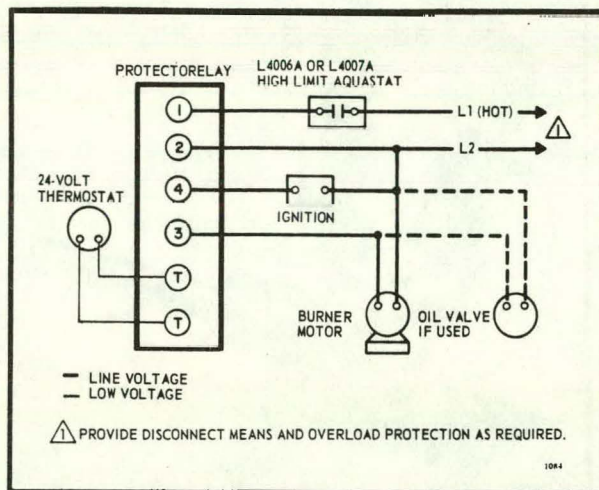 L4006A OR L4007A
PROTECTORELAY HIGH LIMIT AQUASTAT
1
L1 (HOT)
1
2
L2
24-VOLT
THERMOSTAT
4
IGNITION
3
T
BURNER
MOTOR
OIL VALVE
IF USED
T
LINE VOLTAGE
LOW VOLTAGE
1 PROVIDE DISCONNECT MEANS AND OVERLOAD PROTECTION AS REQUIRED.
1084